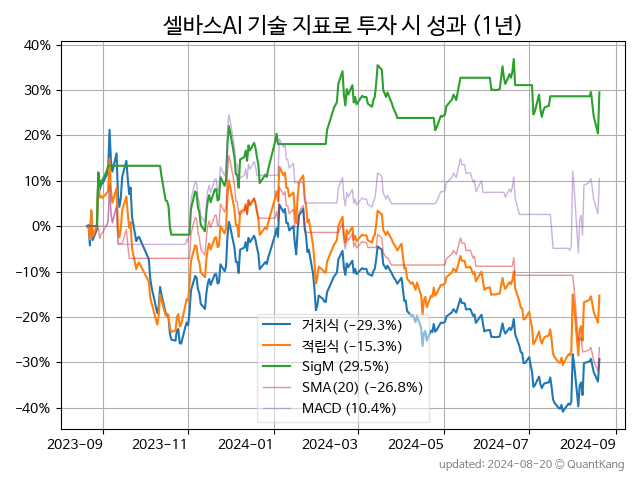 셀바스AI 기술 지표로 투자 시 성과 (1년)
40%
30%
20%
10%
0%
−10%
−20%
−30%
−40%
거치식 (−29.3%)
적립식 (−15.3%)
SigM (29.5%)
SMA(20) (−26.8%)
MACD (10.4%)
2023-09
2023-11
2024-01
2024-03
2024-05
2024-07
2024-09
updated: 2024-08-20 © QuantKang